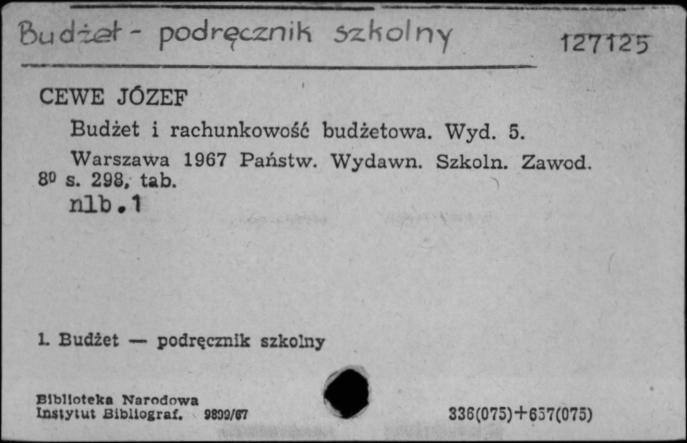 Budżet - podręcznik szkolny
127125
CEWE JÓZEF
Budżet i rachunkowość budżetowa. Wyd. 5.
Warszawa 1967 Państw. Wydawn. Szkoln. Zawod.
8⁰ s. 298, tab.
nlb.1
1. Budżet — podręcznik szkolny
Biblioteka Narodowa
Instytut Bibliograf. 9899/67
336(075)+657(075)